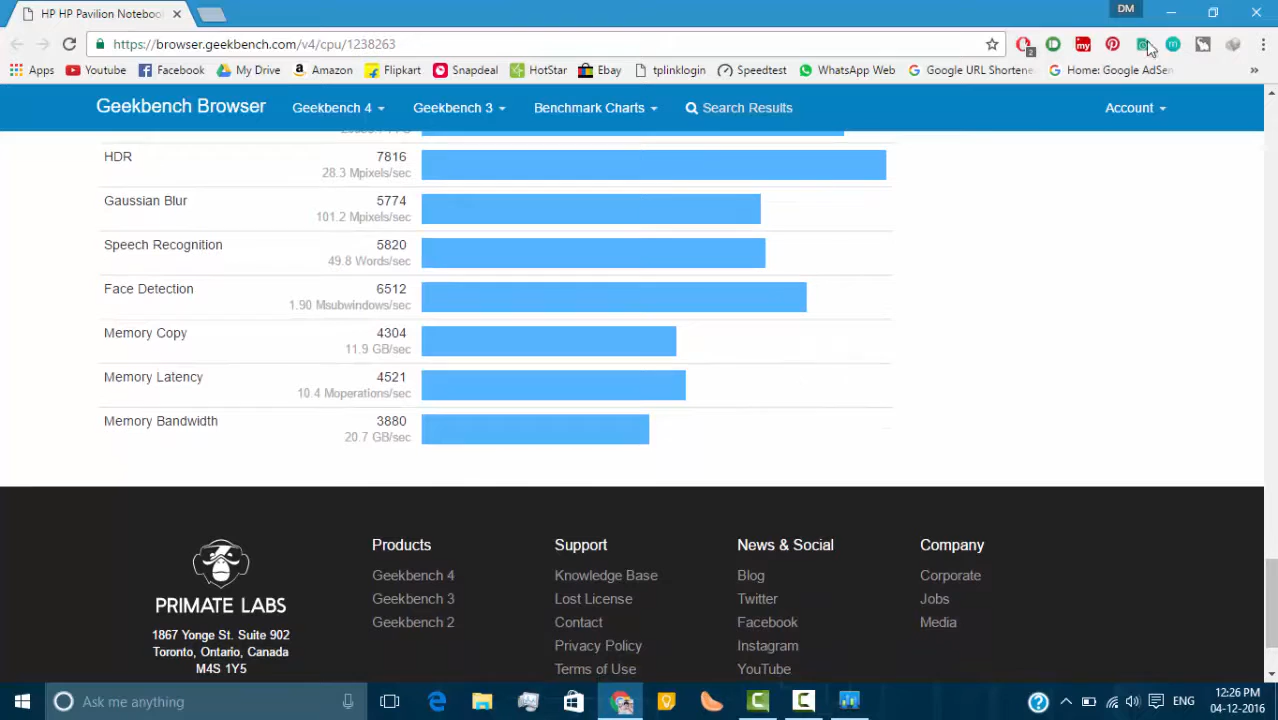 HP HP Pavilion Notebook
DM
https://browser.geekbench.com/v4/cpu/1238263
2
my
Apps Youtube Facebook My Drive Amazon Flipkart Snapdeal HotStar Ebay tplinklogin Speedtest WhatsApp Web Google URL Shortene Home: Google AdSen »
Geekbench Browser Geekbench 4 Geekbench 3 Benchmark Charts Search Results Account
HDR 7816
28.3 Mpixels/sec
Gaussian Blur 5774
101.2 Mpixels/sec
Speech Recognition 5820
49.8 Words/sec
Face Detection 6512
1.90 Msubwindows/sec
Memory Copy 4304
11.9 GB/sec
Memory Latency 4521
10.4 Moperations/sec
Memory Bandwidth 3880
20.7 GB/sec
PRIMATE LABS
1867 Yonge St. Suite 902
Toronto, Ontario, Canada
M4S 1Y5
Products
Geekbench 4
Geekbench 3
Geekbench 2
Support
Knowledge Base
Lost License
Contact
Privacy Policy
Terms of Use
News & Social
Blog
Twitter
Facebook
Instagram
YouTube
Company
Corporate
Jobs
Media
Ask me anything
ENG
12:26 PM
04-12-2016